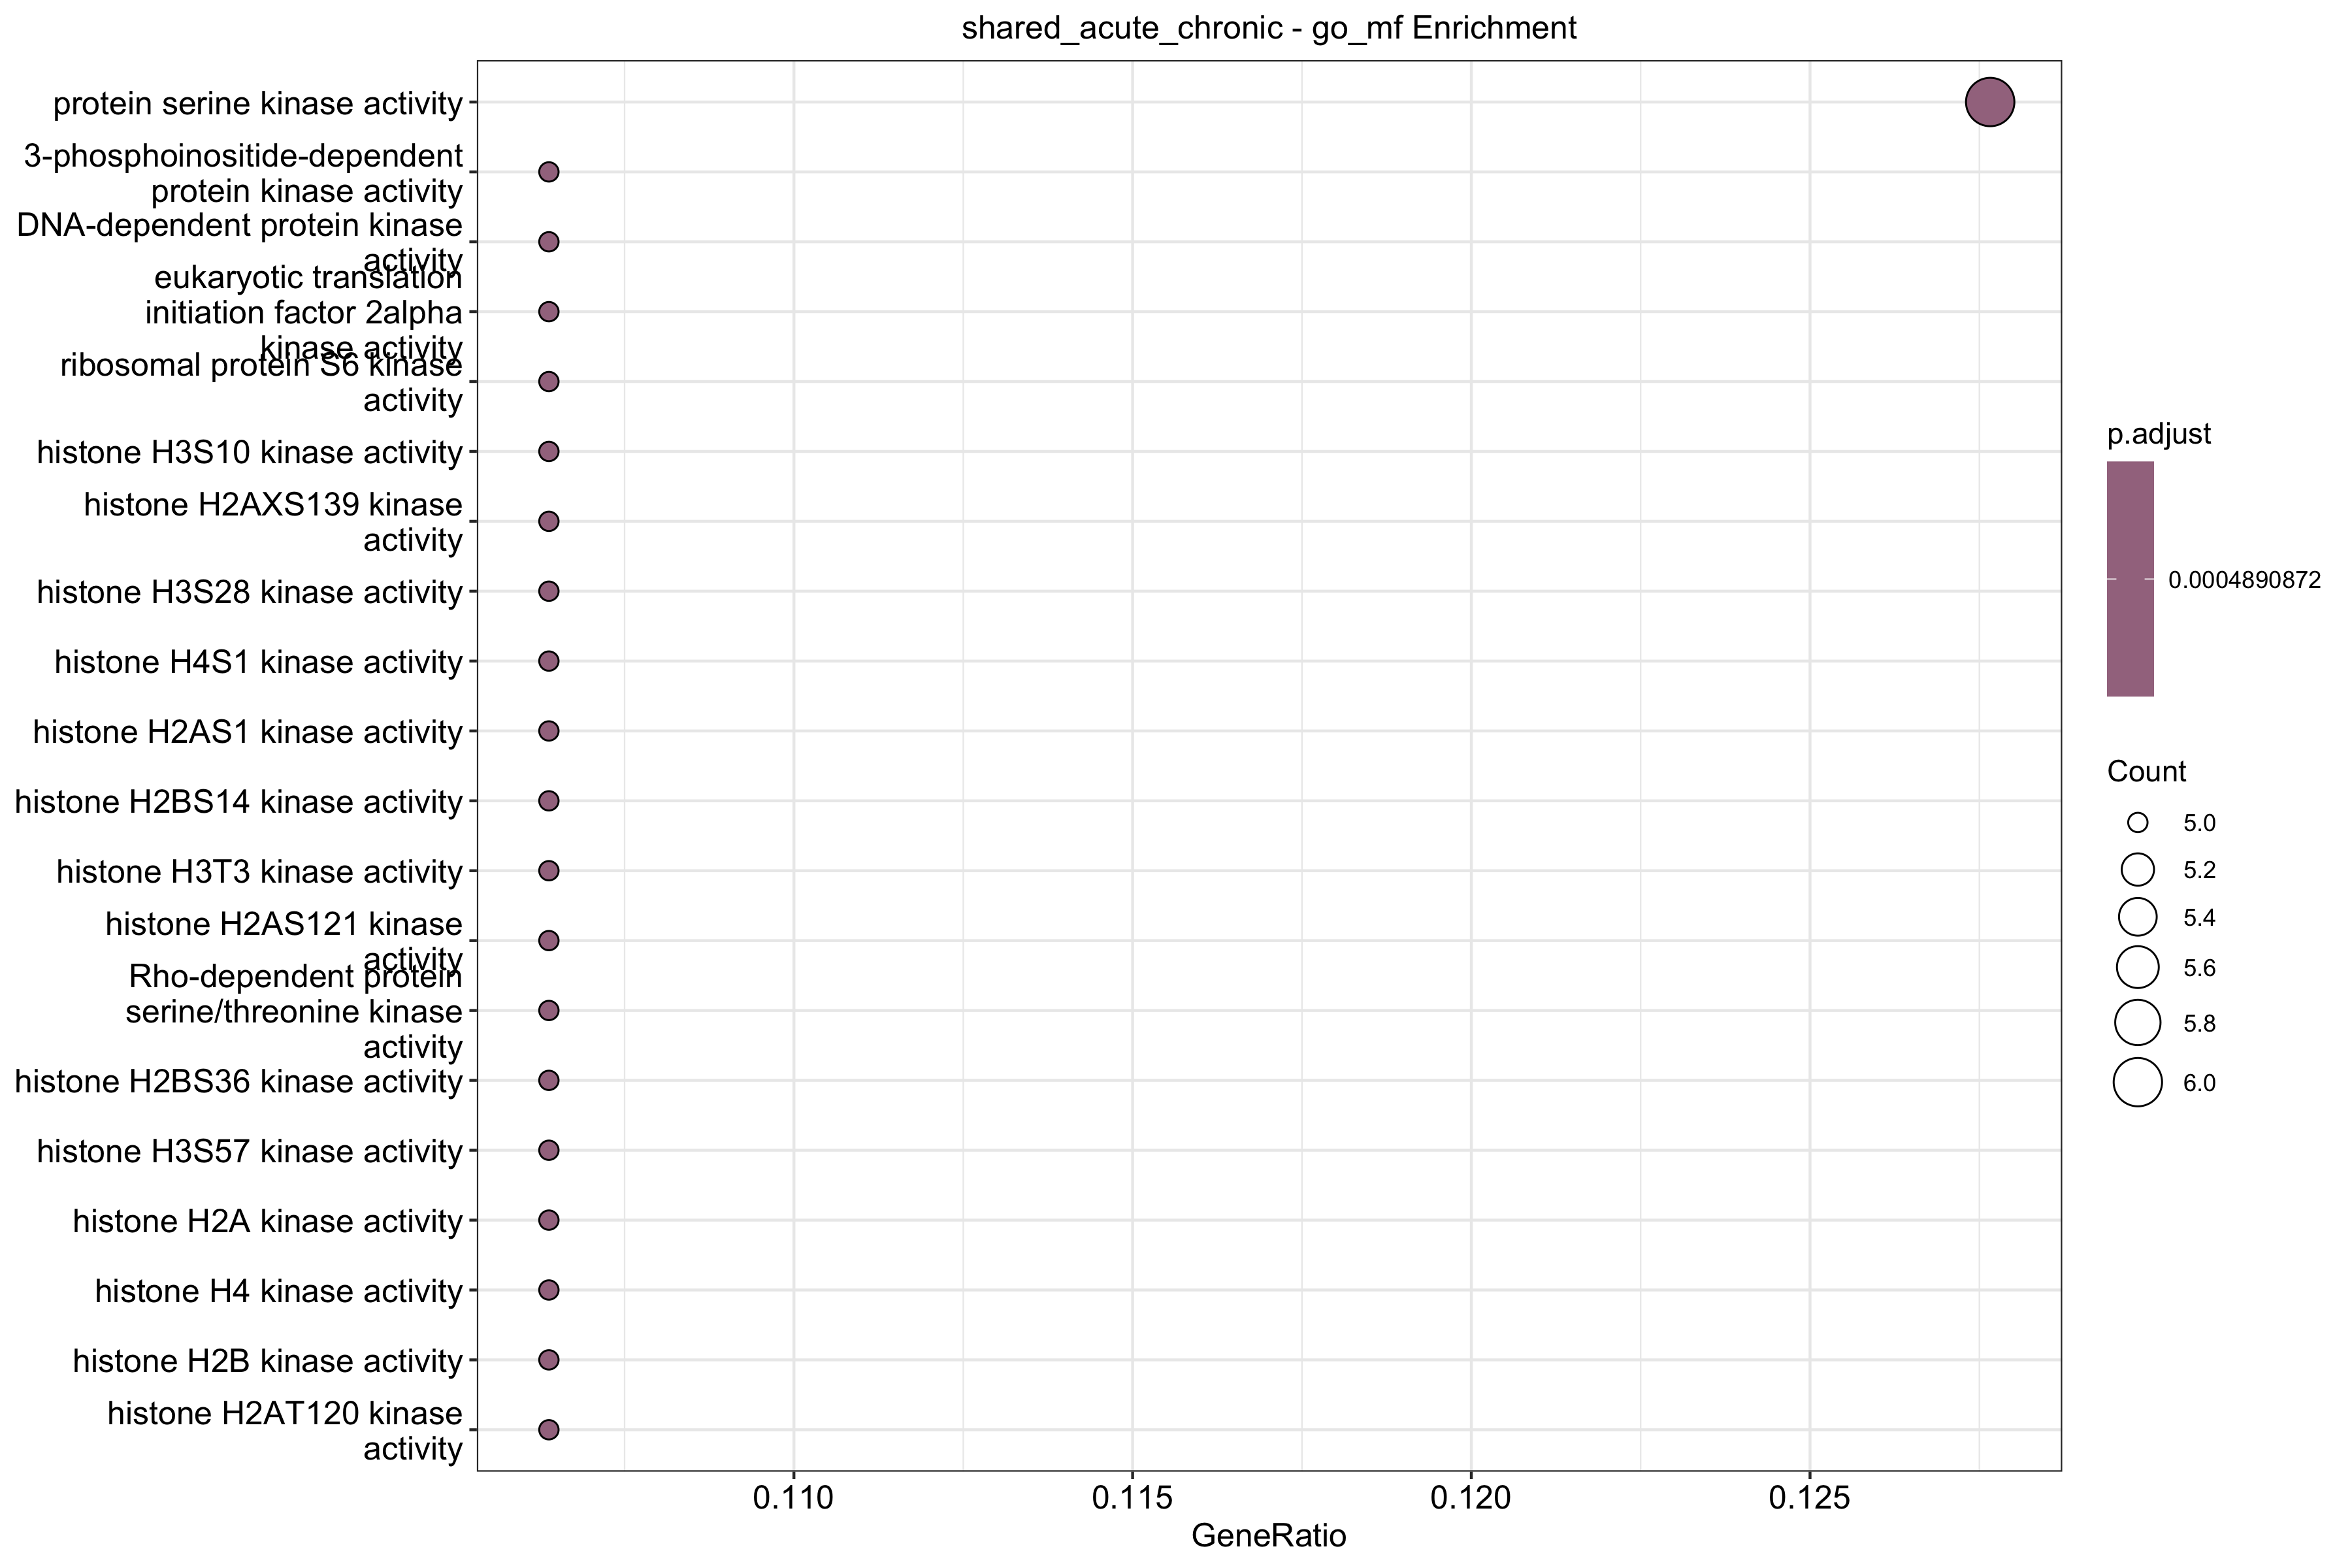 shared_acute_chronic - go_mf Enrichment
protein serine kinase activity
3-phosphoinositide-dependent
protein kinase activity
DNA-dependent protein kinase
activity
eukaryotic translation
initiation factor 2alpha
kinase activity
ribosomal protein S6 kinase
activity
histone H3S10 kinase activity
histone H2AXS139 kinase
activity
histone H3S28 kinase activity
histone H4S1 kinase activity
histone H2AS1 kinase activity
histone H2BS14 kinase activity
histone H3T3 kinase activity
histone H2AS121 kinase
activity
Rho-dependent protein
serine/threonine kinase
activity
histone H2BS36 kinase activity
histone H3S57 kinase activity
histone H2A kinase activity
histone H4 kinase activity
histone H2B kinase activity
histone H2AT120 kinase
activity
0.110 0.115 0.120 0.125
GeneRatio
p.adjust
0.0004890872
Count
5.0
5.2
5.4
5.6
5.8
6.0